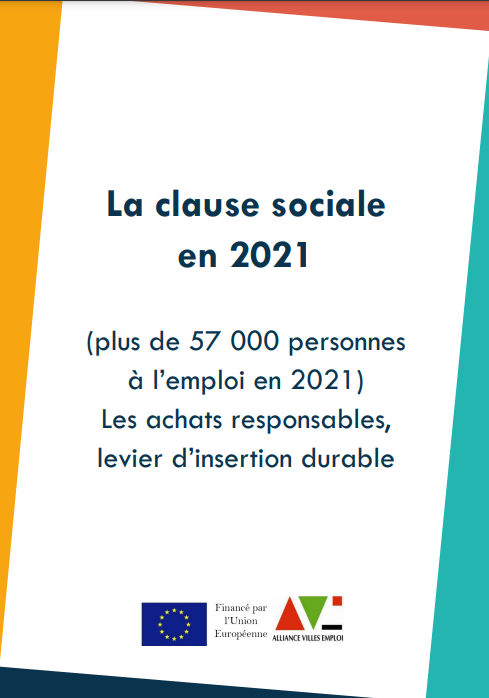 La clause sociale
en 2021
(plus de 57 000 personnes
à l'emploi en 2021)
Les achats responsables,
levier d'insertion durable
Financé par
l'Union
Européenne
ALLIANCE VILLES EMPLOI